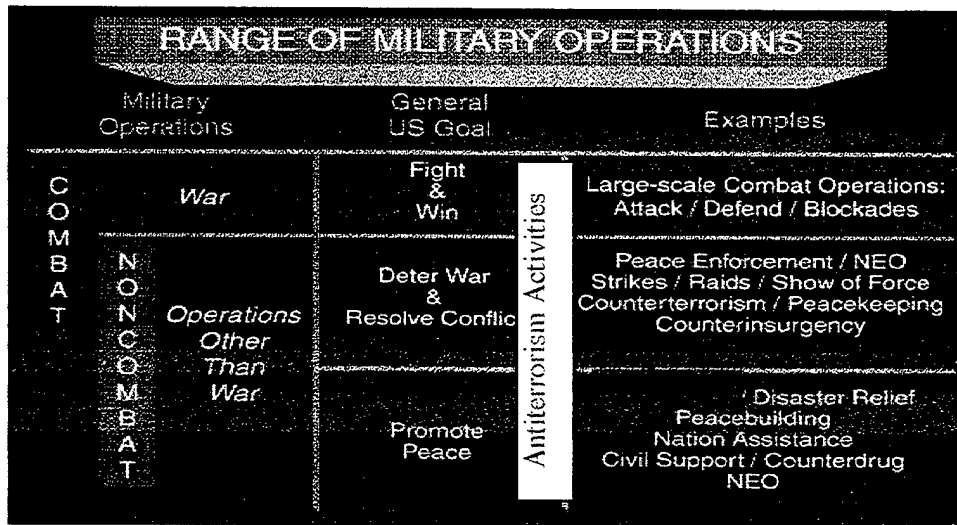 RANGE OF MILITARY OPERATIONS
Military
Operations
General
US Goal
Examples
COMBAT
NONCOMBAT
War
Fight
&
Win
Large-scale Combat Operations:
Attack / Defend / Blockades
Operations
Other
Than
War
Deter War
&
Resolve Conflic
Peace Enforcement / NEO
Strikes / Raids / Show of Force
Counterterrorism / Peacekeeping
Counterinsurgency
Promote
Peace
Disaster Relief
Peacebuilding
Nation Assistance
Civil Support / Counterdrug
NEO
Antiterrorism Activities